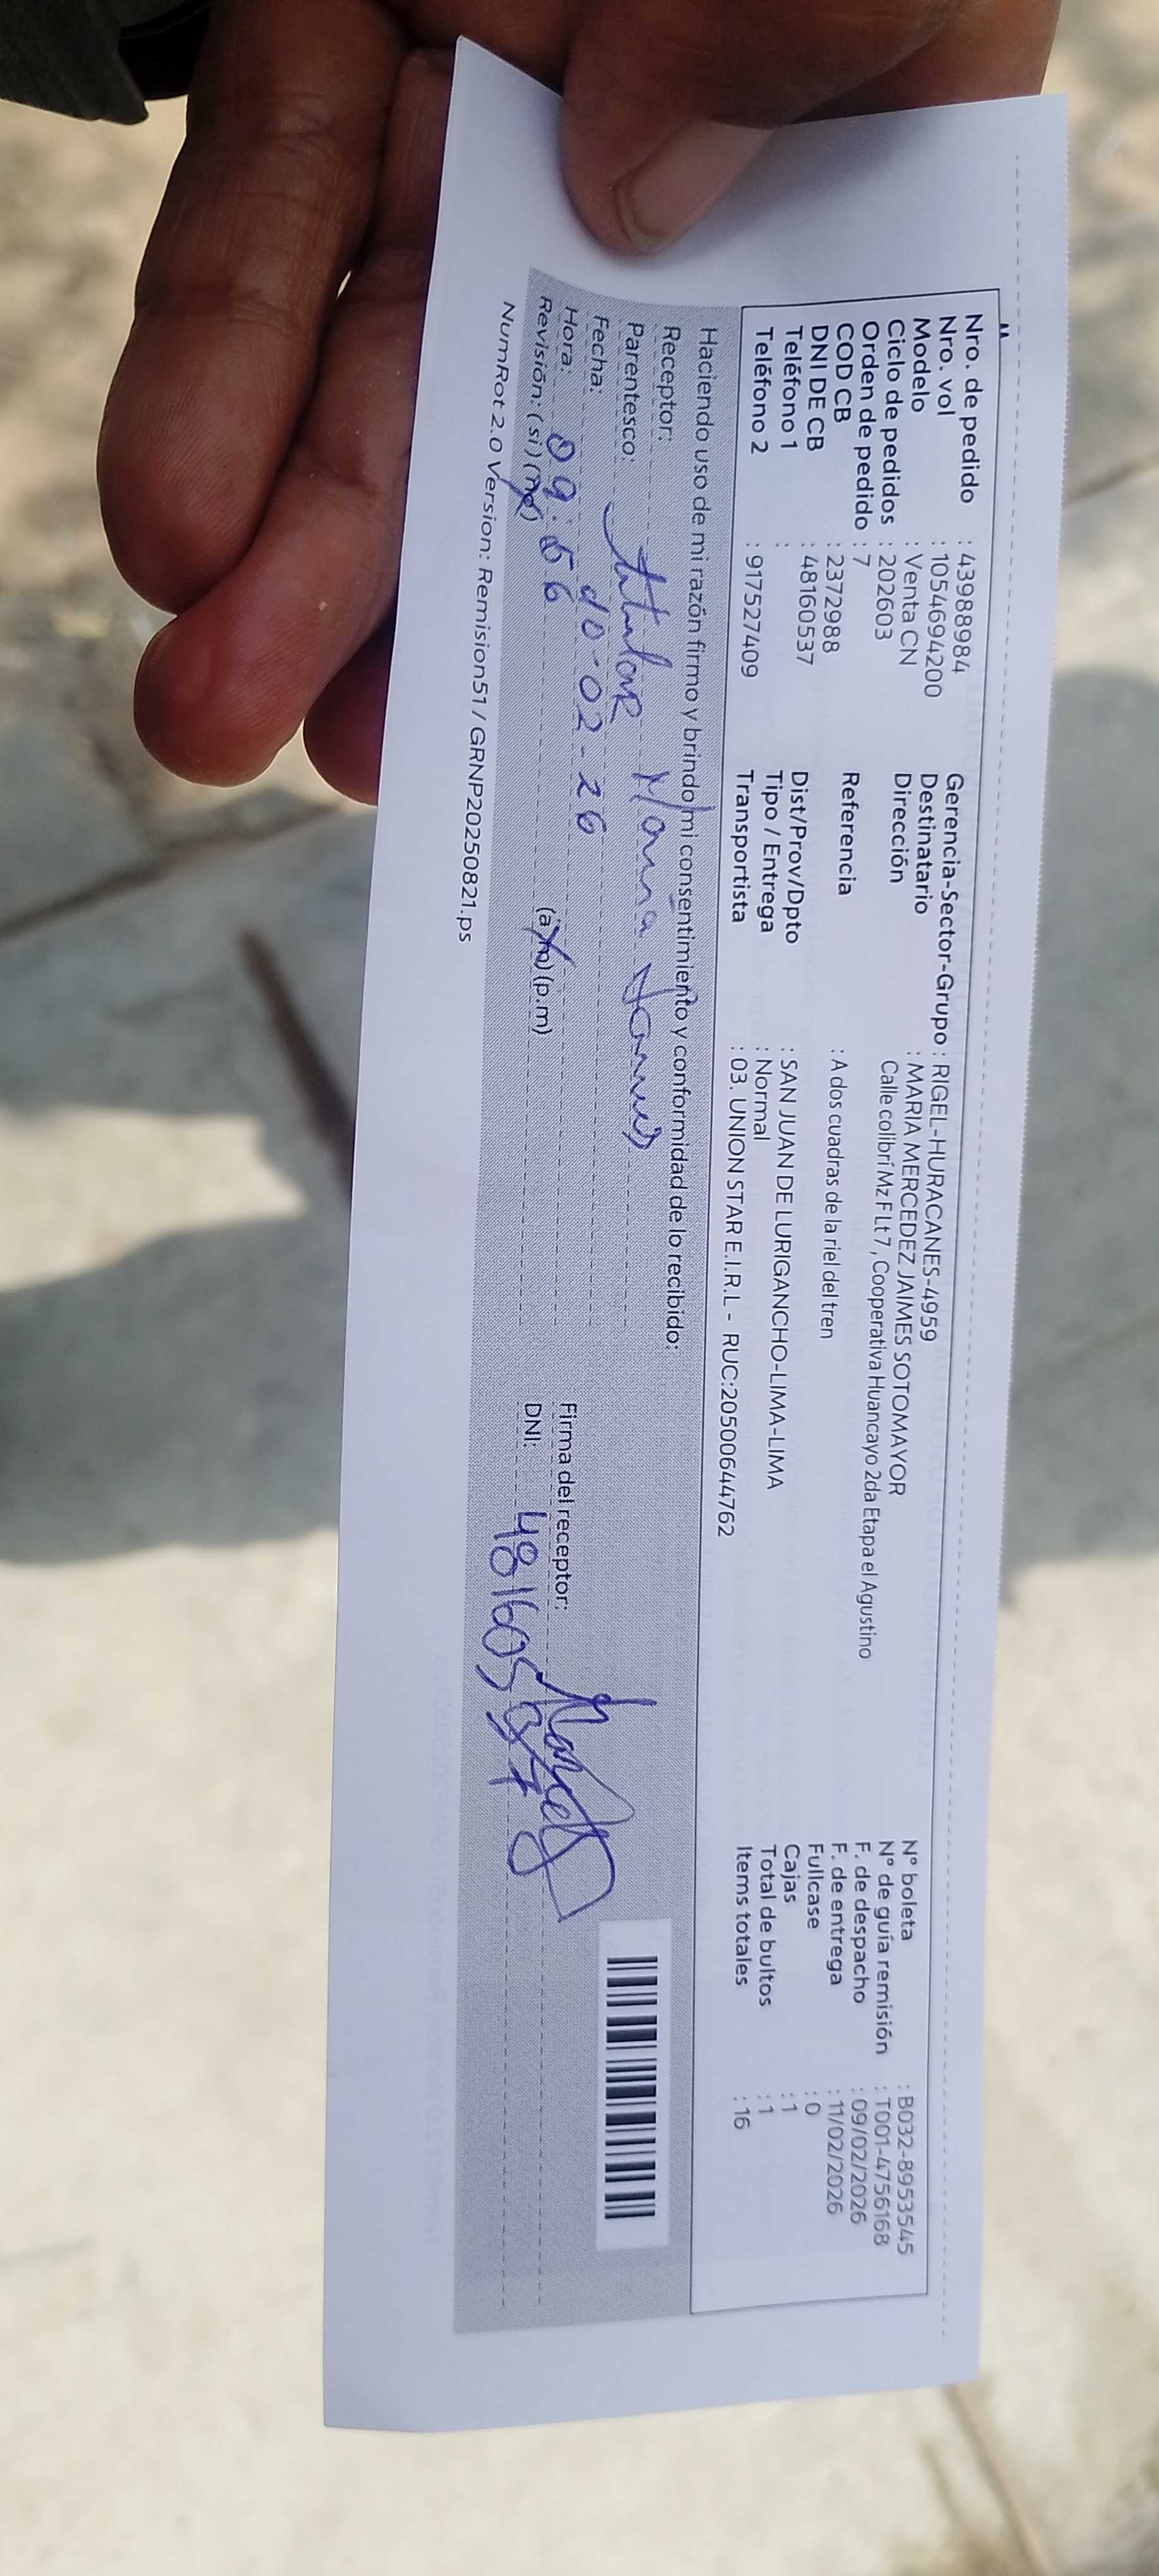 Nro. de pedido : 43988984
Nro. vol : 1054694200
Modelo : Venta CN
Ciclo de pedidos : 202603
Orden de pedido : 7
COD CB : 2372988
DNI DE CB : 48160537
Teléfono 1 :
Teléfono 2 : 917527409
Gerencia-Sector-Grupo : RIGEL-HURACANES-4959
Destinatario : MARIA MERCEDEZ JAIMES SOTOMAYOR
Dirección Calle colibrí Mz F Lt 7 , Cooperativa Huancayo 2da Etapa el Agustino
Referencia : A dos cuadras de la riel del tren
Dist/Prov/Dpto : SAN JUAN DE LURIGANCHO-LIMA-LIMA
Tipo / Entrega : Normal
Transportista : 03. UNION STAR E.I.R.L - RUC:20500644762
N° boleta : B032-8953545
N° de guía remisión : T001-4756168
F. de despacho : 09/02/2026
F. de entrega : 11/02/2026
Fullcase : 0
Cajas : 1
Total de bultos : 1
Items totales : 16
Haciendo uso de mi razón firmo y brindo mi consentimiento y conformidad de lo recibido:
Receptor: Maria Jaimes
Parentesco: titular
Fecha: 10-02-26
Hora: 09:56 (a.m) (p.m)
Revisión: (si) (no)
Firma del receptor:
DNI: 48160537
NumRot 2.0 Version: Remision51 / GRNP20250821.ps